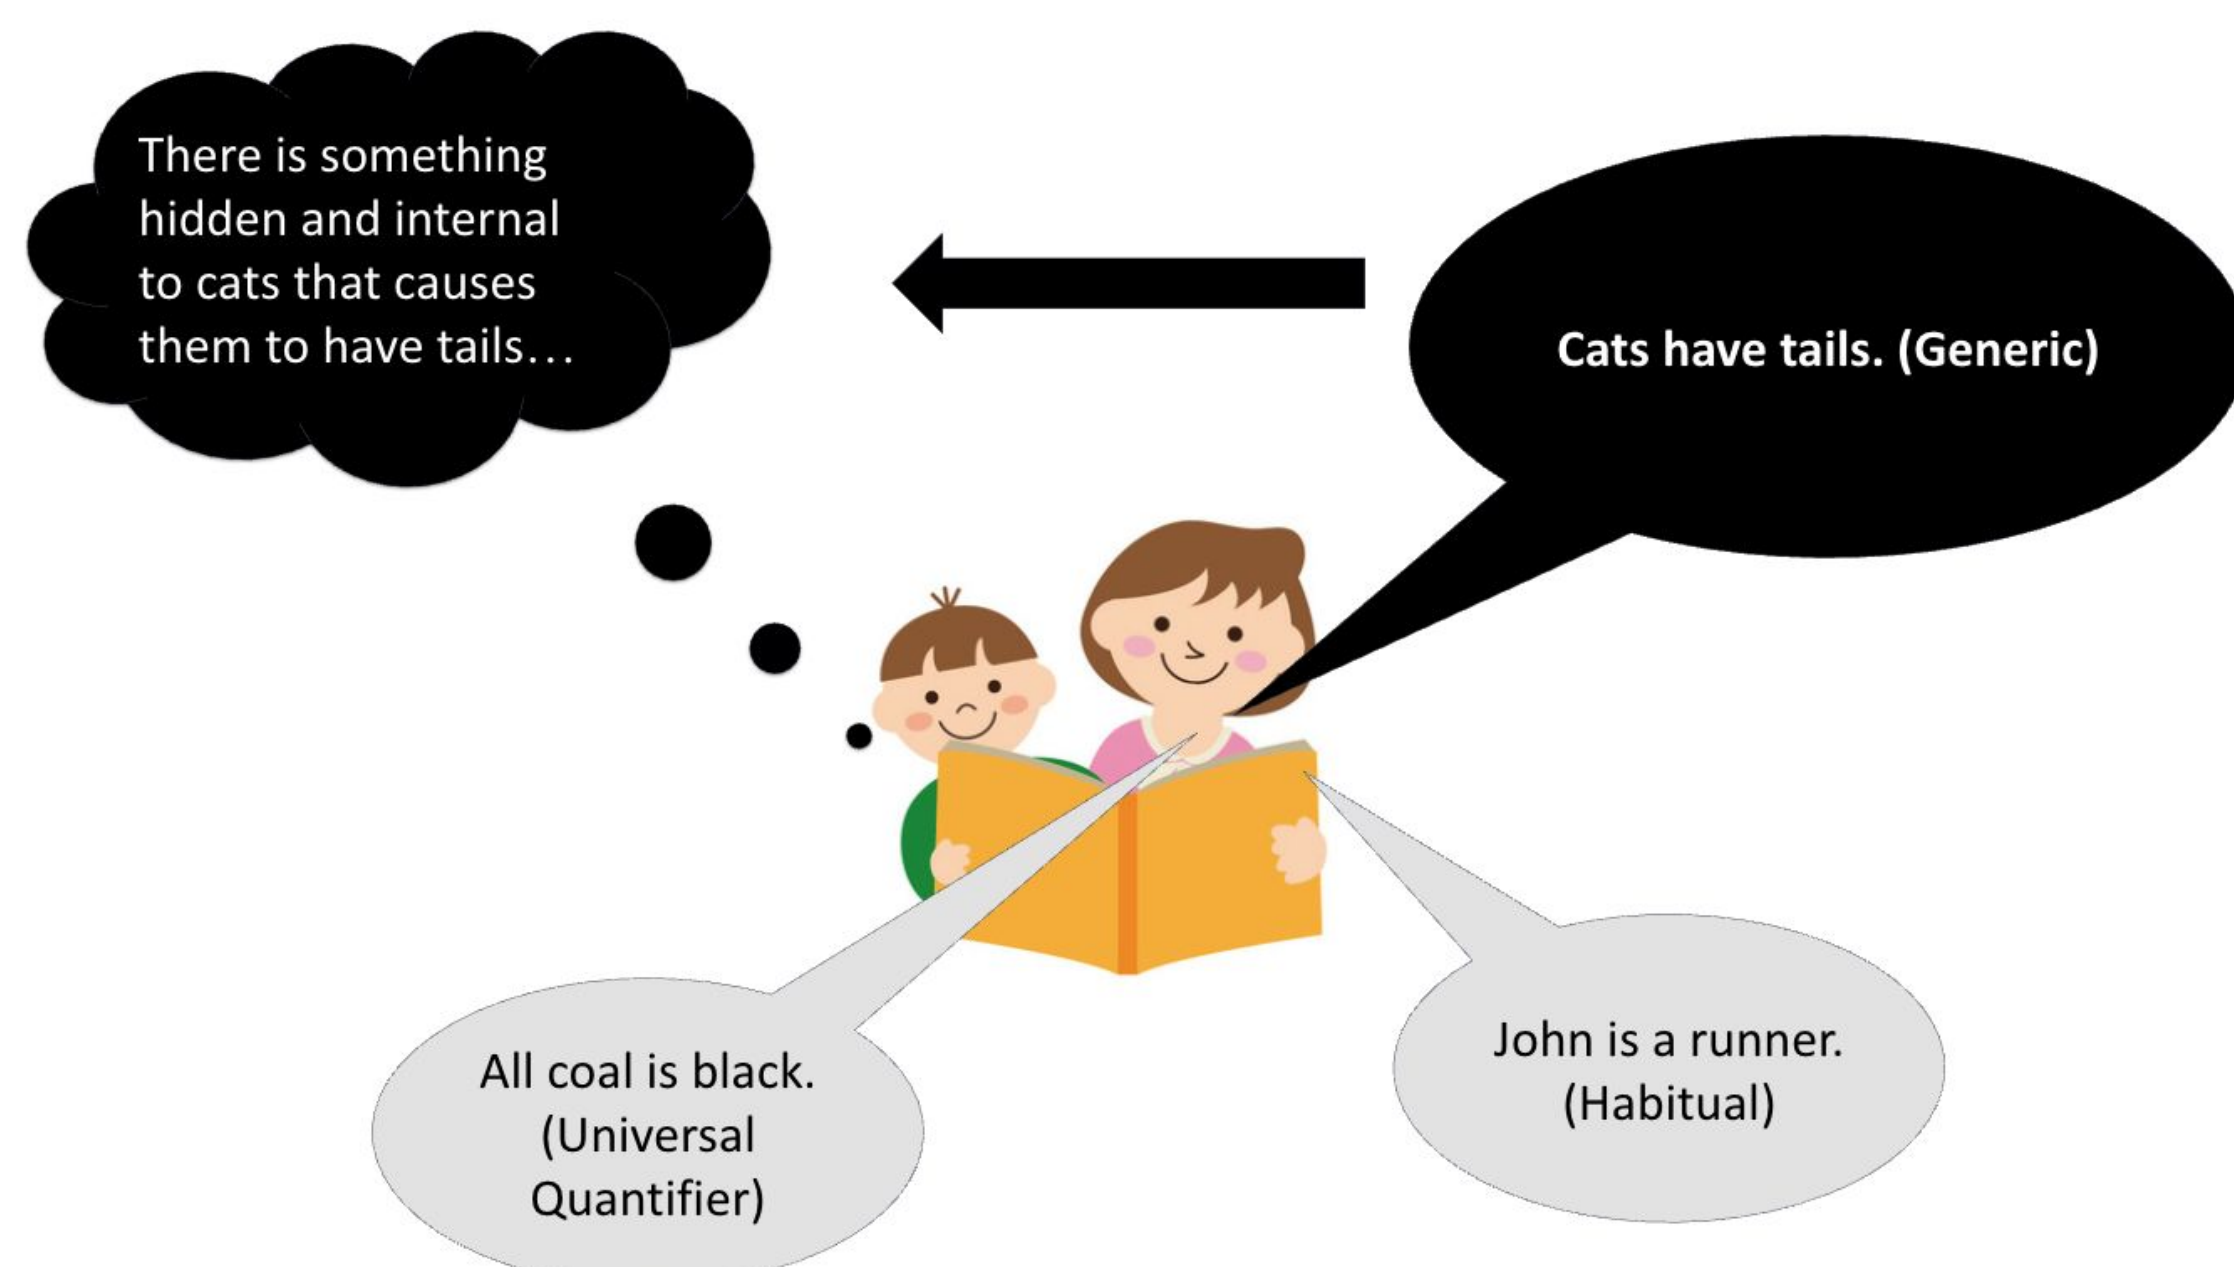 There is something
hidden and internal
to cats that causes
them to have tails…
Cats have tails. (Generic)
All coal is black.
(Universal
Quantifier)
John is a runner.
(Habitual)